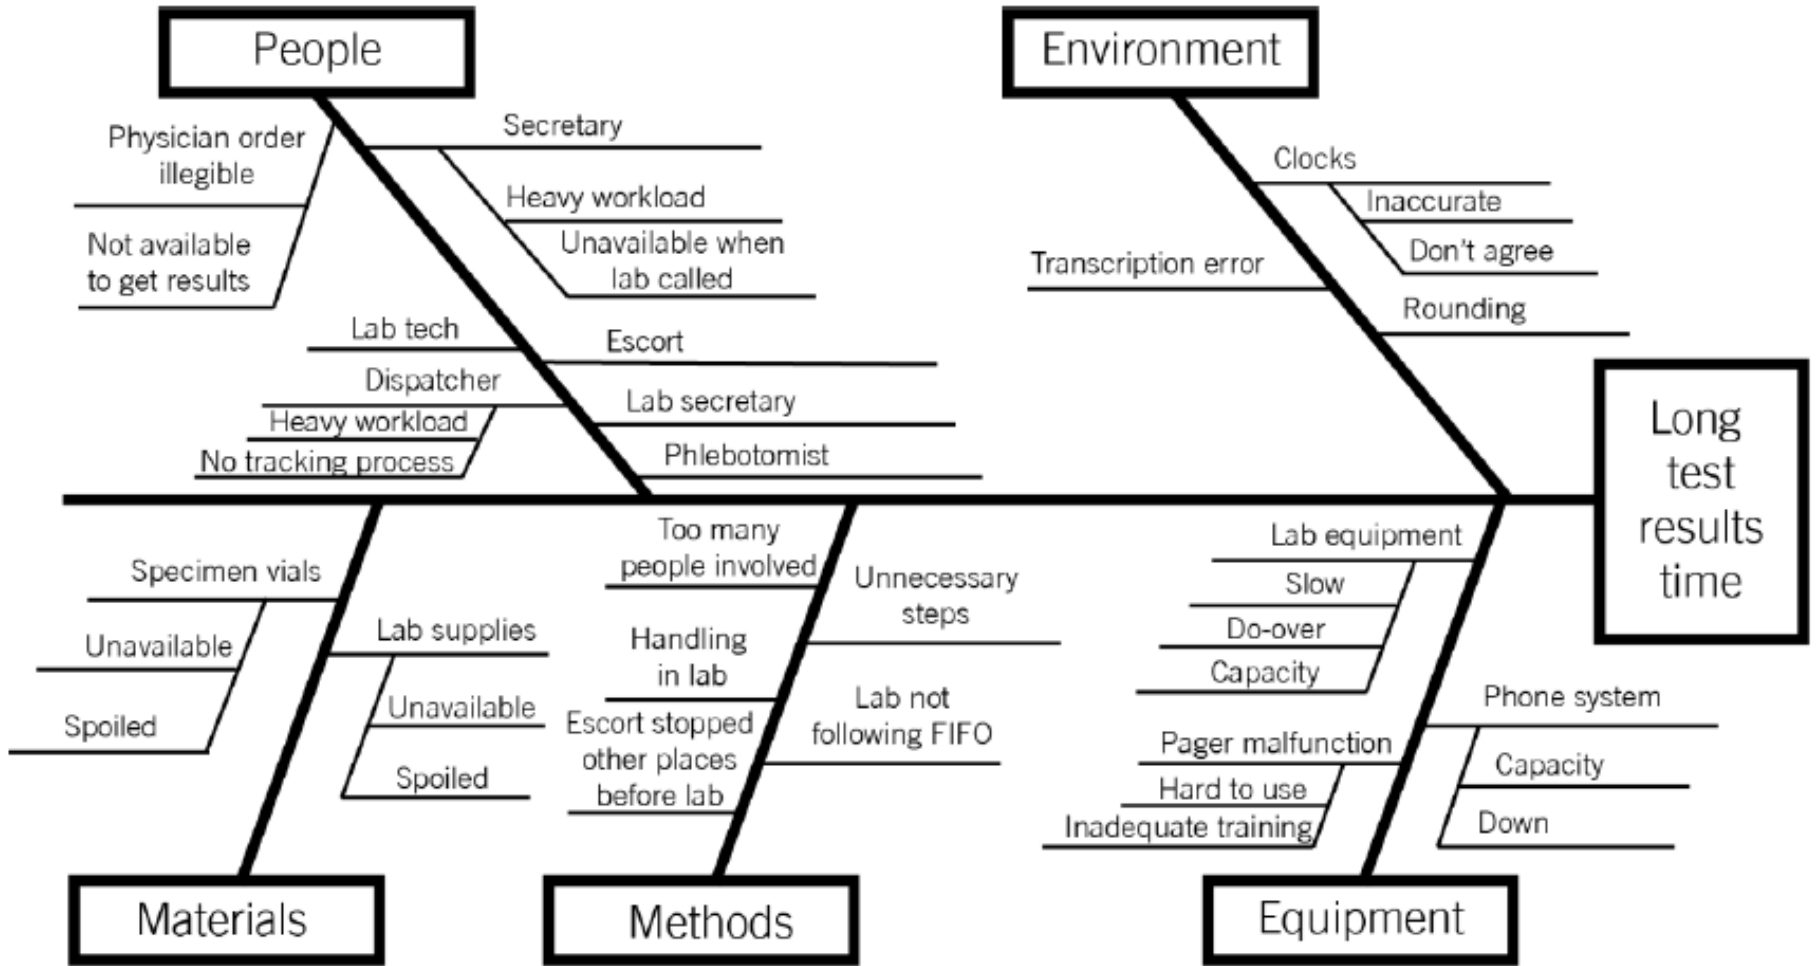 People
Physician order
illegible
Not available
to get results
Secretary
Heavy workload
Unavailable when
lab called
Lab tech
Dispatcher
Heavy workload
No tracking process
Escort
Lab secretary
Phlebotomist
Environment
Clocks
Inaccurate
Don't agree
Transcription error
Rounding
Long
test
results
time
Specimen vials
Unavailable
Spoiled
Lab supplies
Unavailable
Spoiled
Materials
Too many
people involved
Handling
in lab
Escort stopped
other places
before lab
Unnecessary
steps
Lab not
following FIFO
Methods
Lab equipment
Slow
Do-over
Capacity
Pager malfunction
Hard to use
Inadequate training
Phone system
Capacity
Down
Equipment